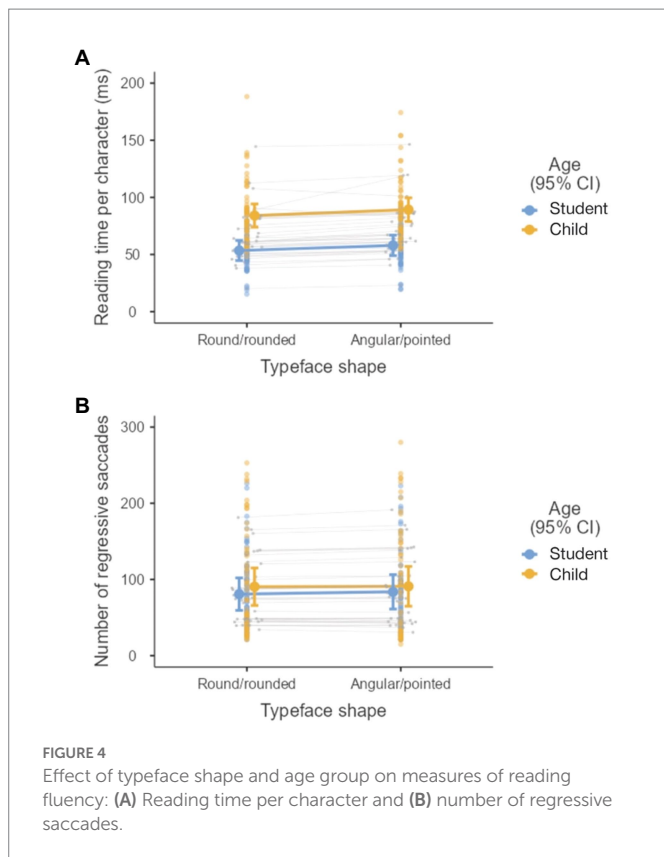 A
Reading time per character (ms)
200
150
100
50
0
Round/rounded
Angular/pointed
Typeface shape
Age
(95% CI)
Student
Child
B
Number of regressive saccades
300
200
100
0
Round/rounded
Angular/pointed
Typeface shape
Age
(95% CI)
Student
Child
FIGURE 4
Effect of typeface shape and age group on measures of reading
fluency: (A) Reading time per character and (B) number of regressive
saccades.